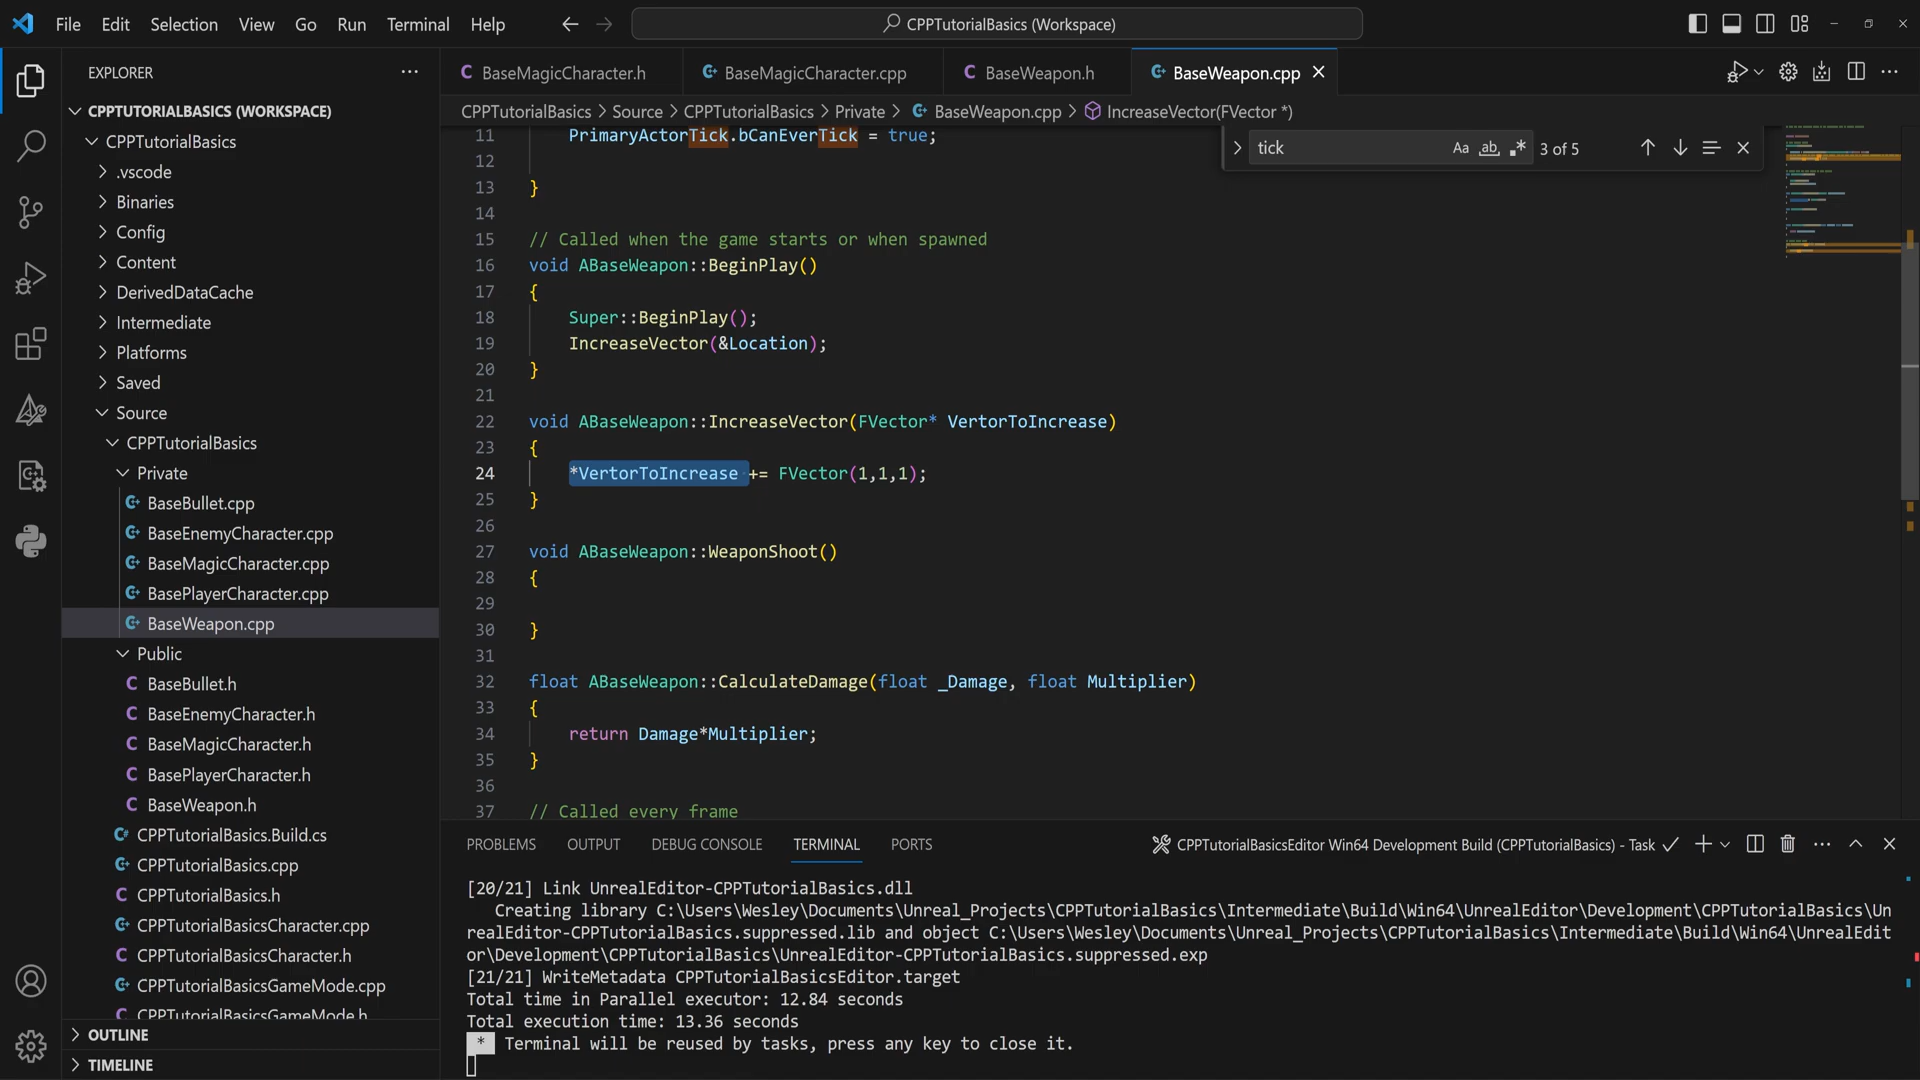 File Edit Selection View Go Run Terminal Help
CPPTutorialBasics (Workspace)
EXPLORER
CPPTUTORIALBASICS (WORKSPACE)
CPPTutorialBasics
.vscode
Binaries
Config
Content
DerivedDataCache
Intermediate
Platforms
Saved
Source
CPPTutorialBasics
Private
BaseBullet.cpp
BaseEnemyCharacter.cpp
BaseMagicCharacter.cpp
BasePlayerCharacter.cpp
BaseWeapon.cpp
Public
BaseBullet.h
BaseEnemyCharacter.h
BaseMagicCharacter.h
BasePlayerCharacter.h
BaseWeapon.h
CPPTutorialBasics.Build.cs
CPPTutorialBasics.cpp
CPPTutorialBasics.h
CPPTutorialBasicsCharacter.cpp
CPPTutorialBasicsCharacter.h
CPPTutorialBasicsGameMode.cpp
CPPTutorialBasicsGameMode.h
OUTLINE
TIMELINE
BaseMagicCharacter.h BaseMagicCharacter.cpp BaseWeapon.h BaseWeapon.cpp
CPPTutorialBasics > Source > CPPTutorialBasics > Private > BaseWeapon.cpp > IncreaseVector(FVector *)
tick Aa ab 3 of 5
11 PrimaryActorTick.bCanEverTick = true;
12
13 }
14
15 // Called when the game starts or when spawned
16 void ABaseWeapon::BeginPlay()
17 {
18 Super::BeginPlay();
19 IncreaseVector(&Location);
20 }
21
22 void ABaseWeapon::IncreaseVector(FVector* VertorToIncrease)
23 {
24 *VertorToIncrease += FVector(1,1,1);
25 }
26
27 void ABaseWeapon::WeaponShoot()
28 {
29
30 }
31
32 float ABaseWeapon::CalculateDamage(float _Damage, float Multiplier)
33 {
34 return Damage*Multiplier;
35 }
36
37 // Called every frame
PROBLEMS OUTPUT DEBUG CONSOLE TERMINAL PORTS
CPPTutorialBasicsEditor Win64 Development Build (CPPTutorialBasics) - Task
[20/21] Link UnrealEditor-CPPTutorialBasics.dll
Creating library C:\Users\Wesley\Documents\Unreal_Projects\CPPTutorialBasics\Intermediate\Build\Win64\UnrealEditor\Development\CPPTutorialBasics\Un
realEditor-CPPTutorialBasics.suppressed.lib and object C:\Users\Wesley\Documents\Unreal_Projects\CPPTutorialBasics\Intermediate\Build\Win64\UnrealEdit
or\Development\CPPTutorialBasics\UnrealEditor-CPPTutorialBasics.suppressed.exp
[21/21] WriteMetadata CPPTutorialBasicsEditor.target
Total time in Parallel executor: 12.84 seconds
Total execution time: 13.36 seconds
* Terminal will be reused by tasks, press any key to close it.